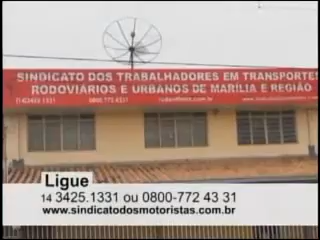 SINDICATO DOS TRABALHADORES EM TRANSPORTES
RODOVIÁRIOS E URBANOS DE MARÍLIA E REGIÃO
Ligue
14 3425.1331 ou 0800-772 43 31
www.sindicatodosmotoristas.com.br